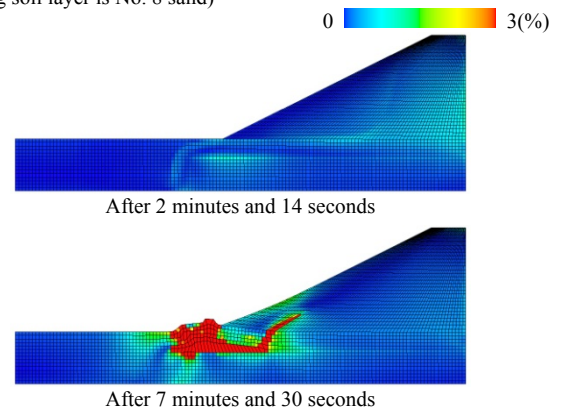 g soil layer is No. 8 sand)
0 3(%)
After 2 minutes and 14 seconds
After 7 minutes and 30 seconds